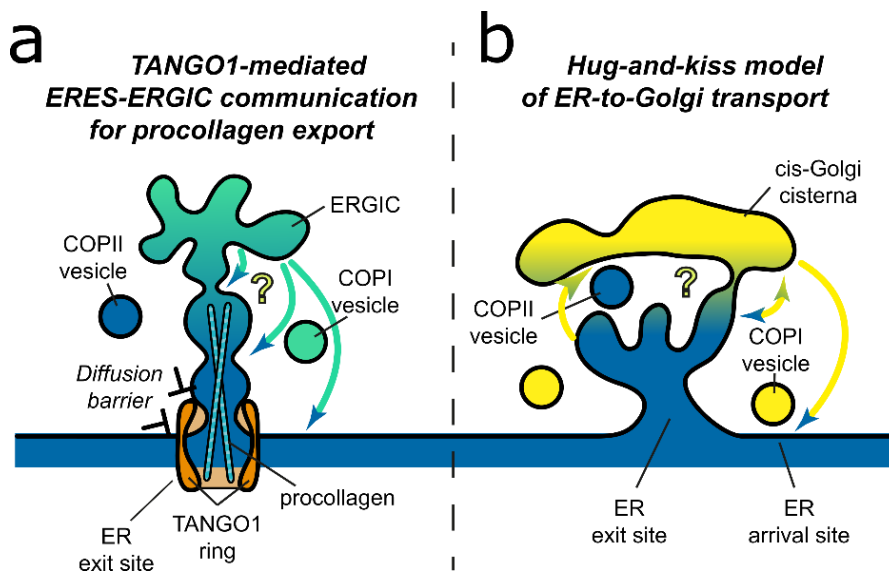 a
TANGO1-mediated
ERES-ERGIC communication
for procollagen export
ERGIC
COPII
vesicle
?
COPI
vesicle
Diffusion
barrier
procollagen
TANGO1
ring
ER
exit site
b
Hug-and-kiss model
of ER-to-Golgi transport
cis-Golgi
cisterna
?
COPII
vesicle
COPI
vesicle
ER
exit site
ER
arrival site